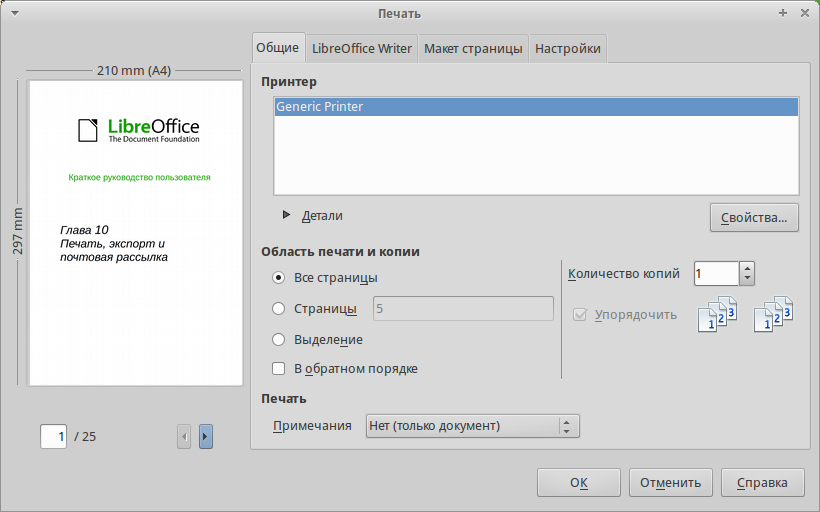 Печать
Общие
LibreOffice Writer
Макет страницы
Настройки
210 mm (A4)
297 mm
LibreOffice
The Document Foundation
Краткое руководство пользователя
Глава 10
Печать, экспорт и
почтовая рассылка
1 / 25
Принтер
Generic Printer
Детали
Свойства...
Область печати и копии
Все страницы
Страницы
5
Выделение
В обратном порядке
Количество копий
1
Упорядочить
1 2 3
1 2 3
Печать
Примечания
Нет (только документ)
OK
Отменить
Справка